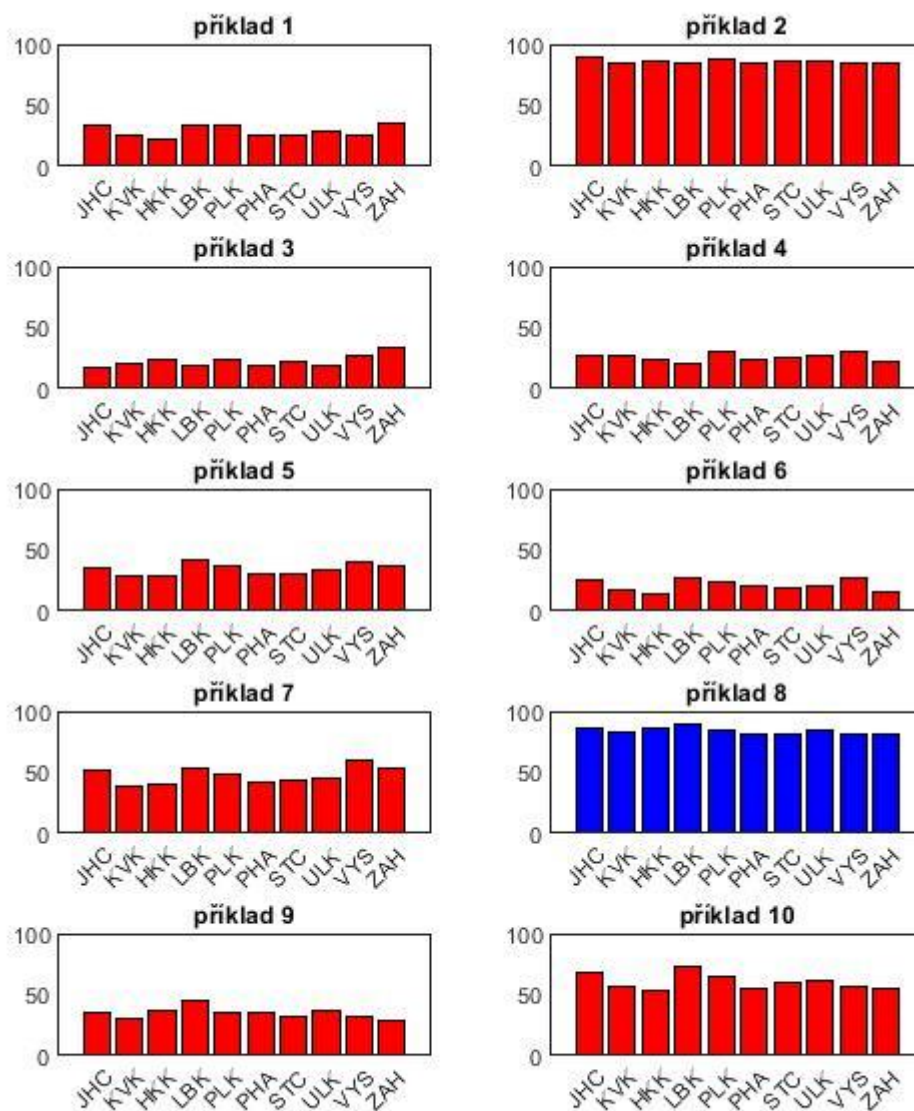 příklad 1
100
50
0
JHC KVK HKK LBK PLK PHA STC ULK VYS ZAH
příklad 2
100
50
0
JHC KVK HKK LBK PLK PHA STC ULK VYS ZAH
příklad 3
100
50
0
JHC KVK HKK LBK PLK PHA STC ULK VYS ZAH
příklad 4
100
50
0
JHC KVK HKK LBK PLK PHA STC ULK VYS ZAH
příklad 5
100
50
0
JHC KVK HKK LBK PLK PHA STC ULK VYS ZAH
příklad 6
100
50
0
JHC KVK HKK LBK PLK PHA STC ULK VYS ZAH
příklad 7
100
50
0
JHC KVK HKK LBK PLK PHA STC ULK VYS ZAH
příklad 8
100
50
0
JHC KVK HKK LBK PLK PHA STC ULK VYS ZAH
příklad 9
100
50
0
JHC KVK HKK LBK PLK PHA STC ULK VYS ZAH
příklad 10
100
50
0
JHC KVK HKK LBK PLK PHA STC ULK VYS ZAH